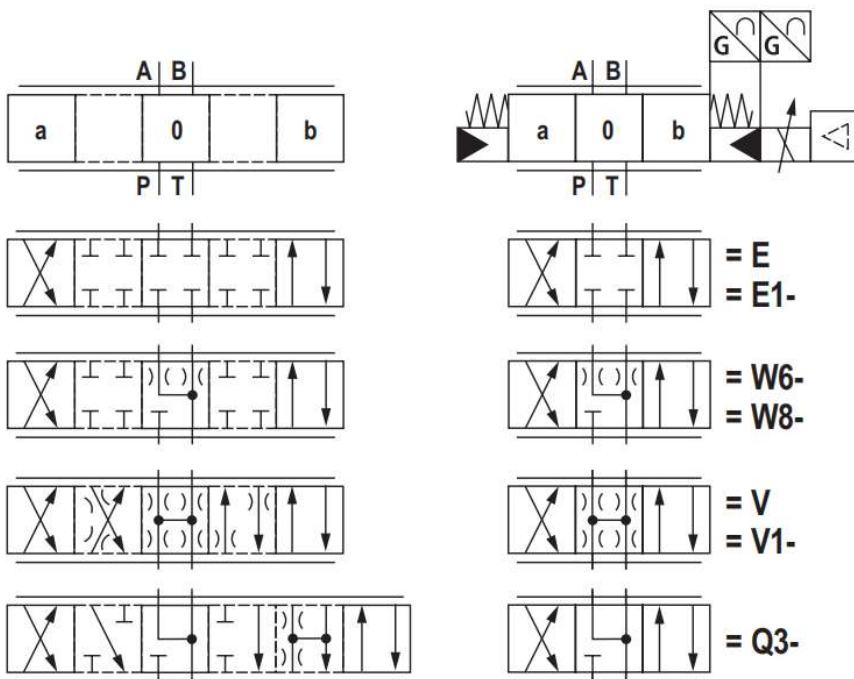 A B
a 0 b
P T
G G
A B
a 0 b
P T
= E
= E1-
= W6-
= W8-
= V
= V1-
= Q3-